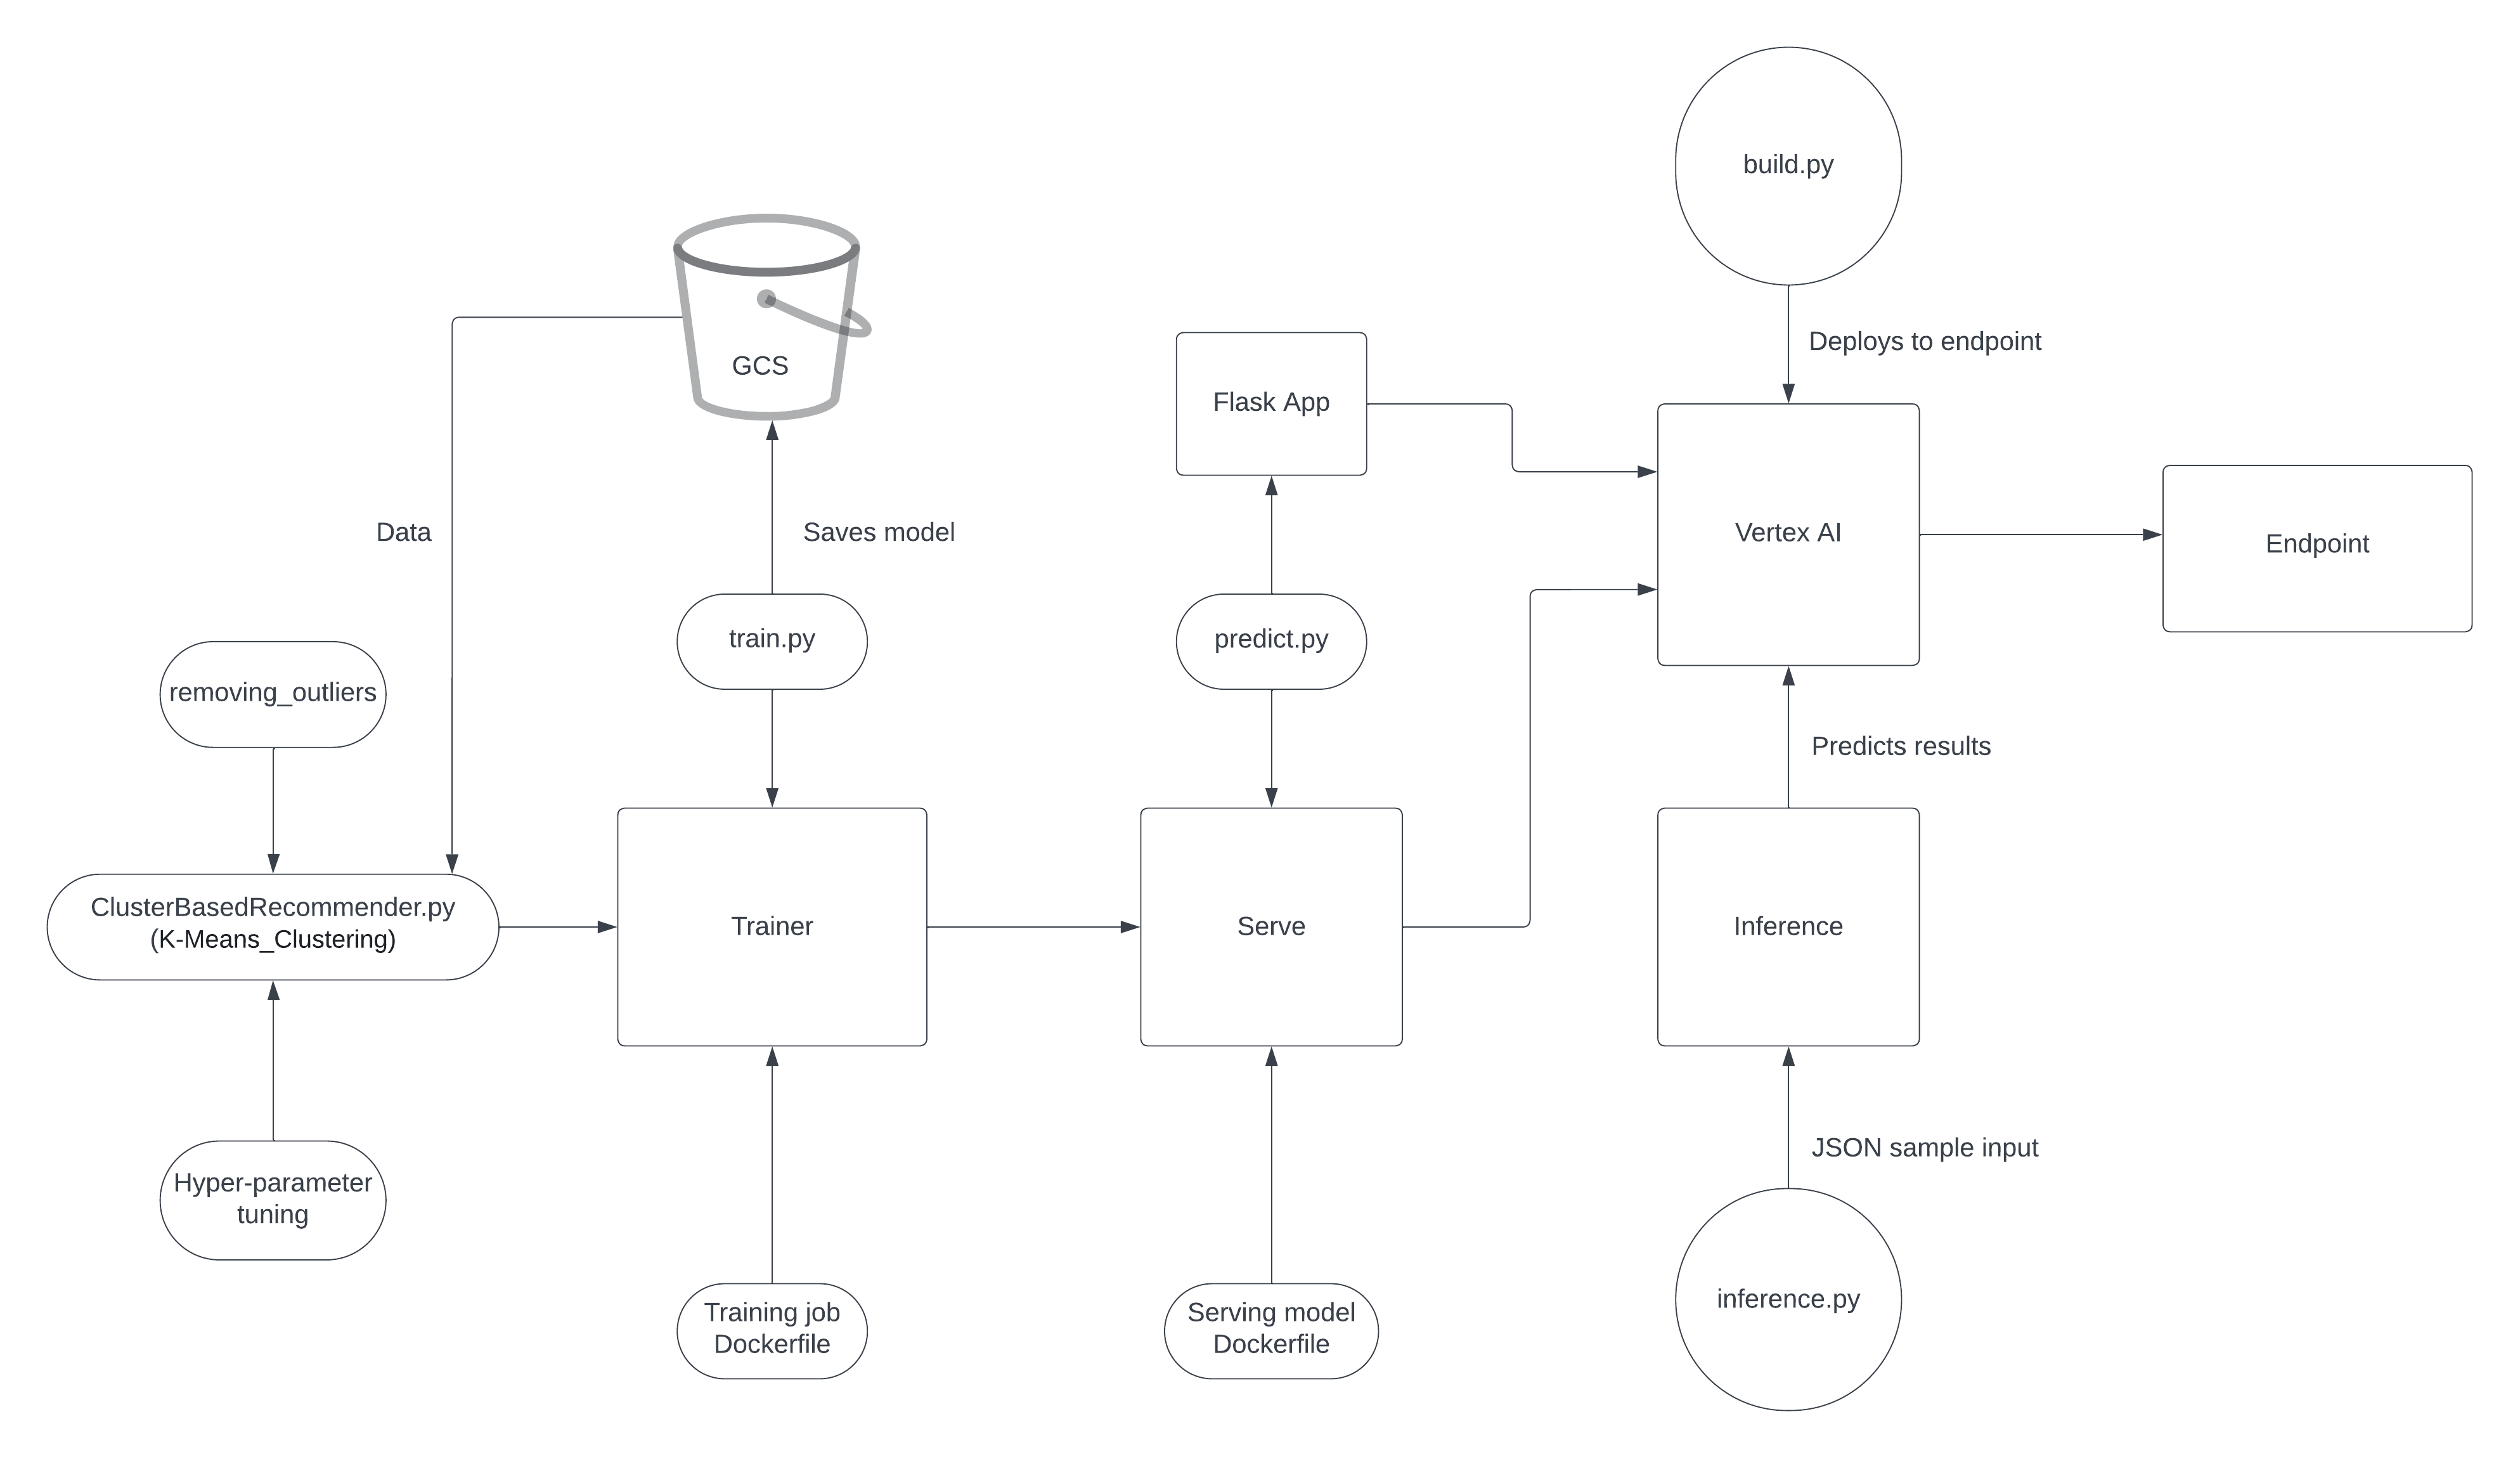 build.py
Deploys to endpoint
GCS
Flask App
Data
Saves model
Vertex AI
Endpoint
removing_outliers
train.py
predict.py
Predicts results
ClusterBasedRecommender.py
(K-Means_Clustering)
Trainer
Serve
Inference
JSON sample input
Hyper-parameter
tuning
Training job
Dockerfile
Serving model
Dockerfile
inference.py